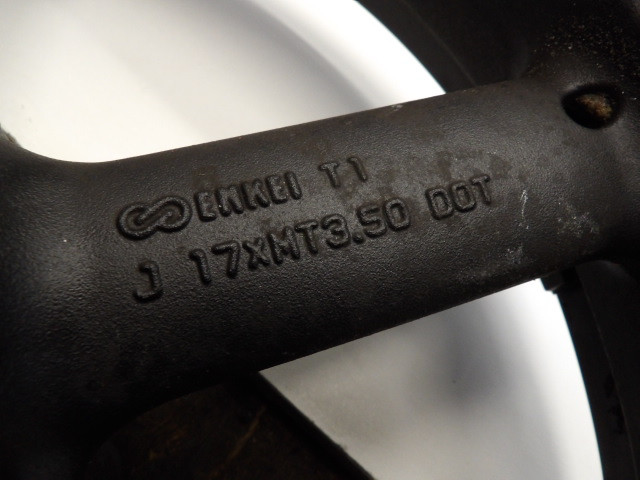 ENKEI T1
J 17XMT3.50 DOT